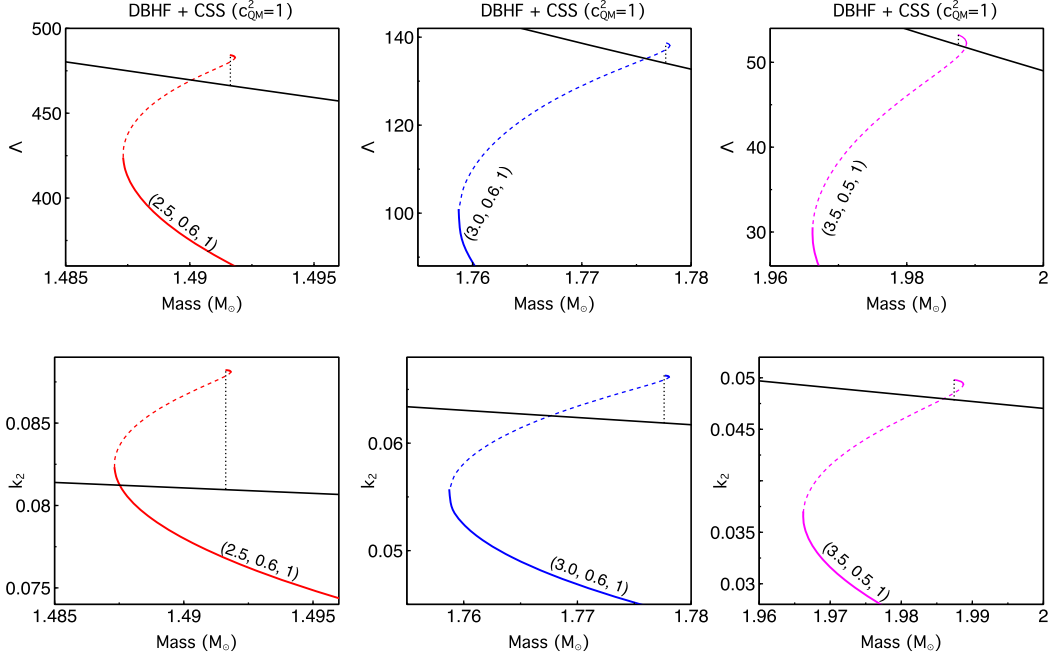 DBHF + CSS (c²QM=1)
DBHF + CSS (c²QM=1)
DBHF + CSS (c²QM=1)
500
450
400
Λ
(2.5, 0.6, 1)
1.485
1.49
1.495
Mass (M☉)
140
120
100
Λ
(3.0, 0.6, 1)
1.76
1.77
1.78
Mass (M☉)
50
40
30
Λ
(3.5, 0.5, 1)
1.96
1.98
2
Mass (M☉)
0.085
0.08
0.075
k₂
(2.5, 0.6, 1)
1.485
1.49
1.495
Mass (M☉)
0.06
0.05
k₂
(3.0, 0.6, 1)
1.76
1.77
1.78
Mass (M☉)
0.05
0.045
0.04
0.035
0.03
k₂
(3.5, 0.5, 1)
1.96
1.97
1.98
1.99
2
Mass (M☉)